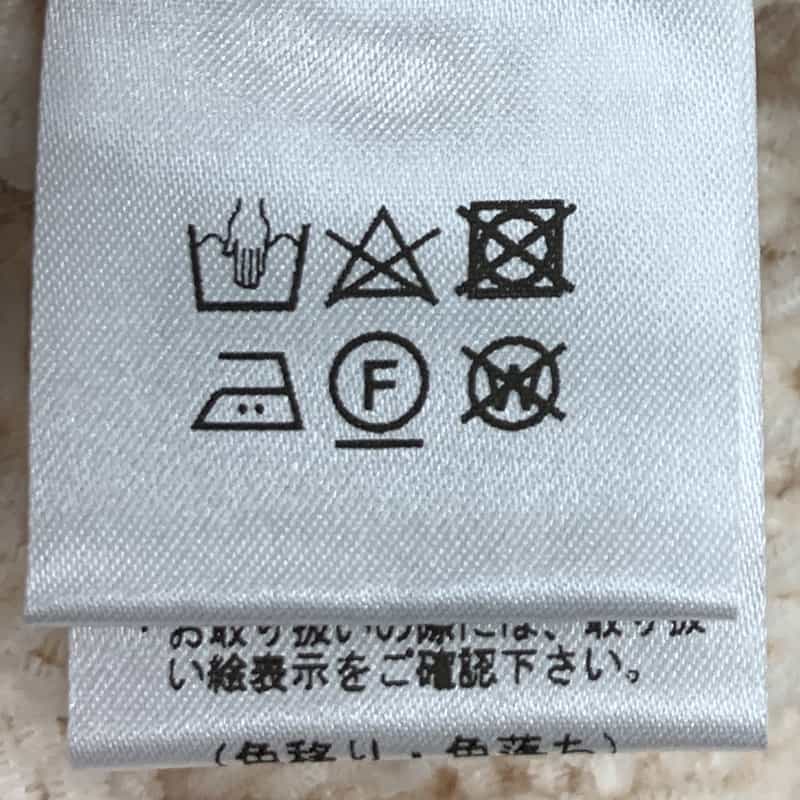 F
W
・お取り扱いの際には、取り扱
い絵表示をご確認下さい。
(色移り・色落ち)